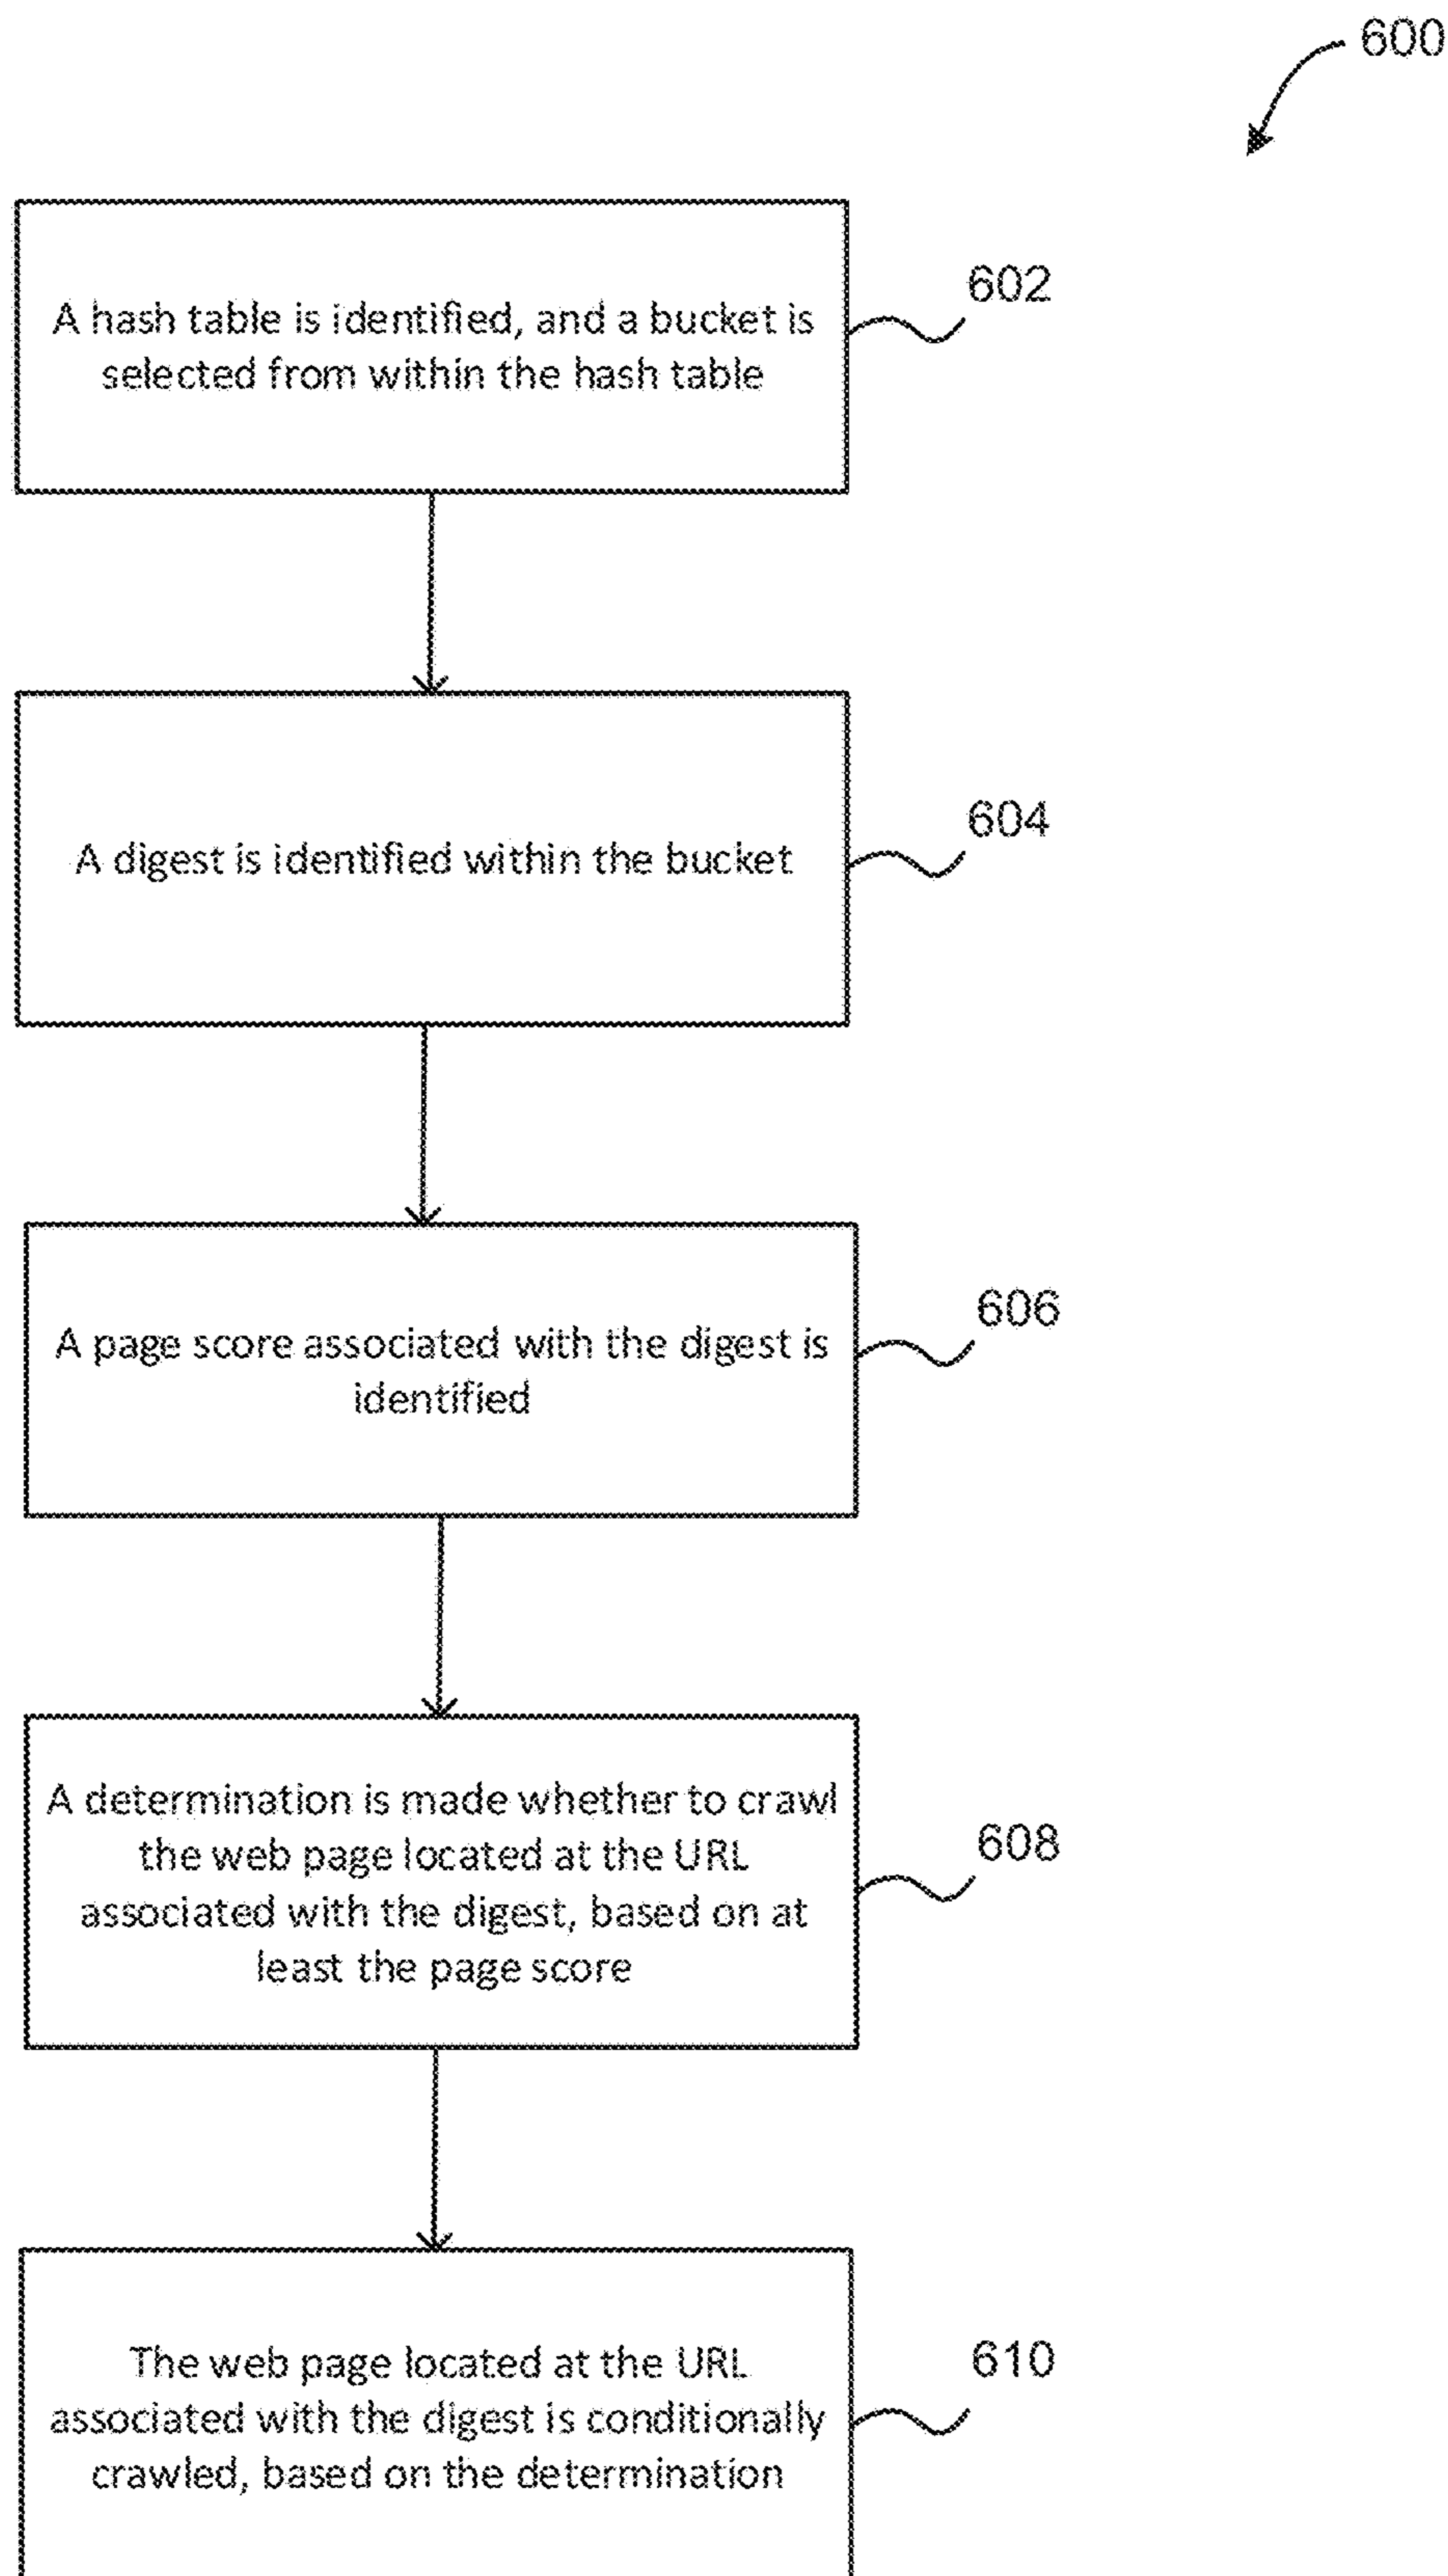 600
A hash table is identified, and a bucket is
selected from within the hash table
602
A digest is identified within the bucket
604
A page score associated with the digest is
identified
606
A determination is made whether to crawl
the web page located at the URL
associated with the digest, based on at
least the page score
608
The web page located at the URL
associated with the digest is conditionally
crawled, based on the determination
610